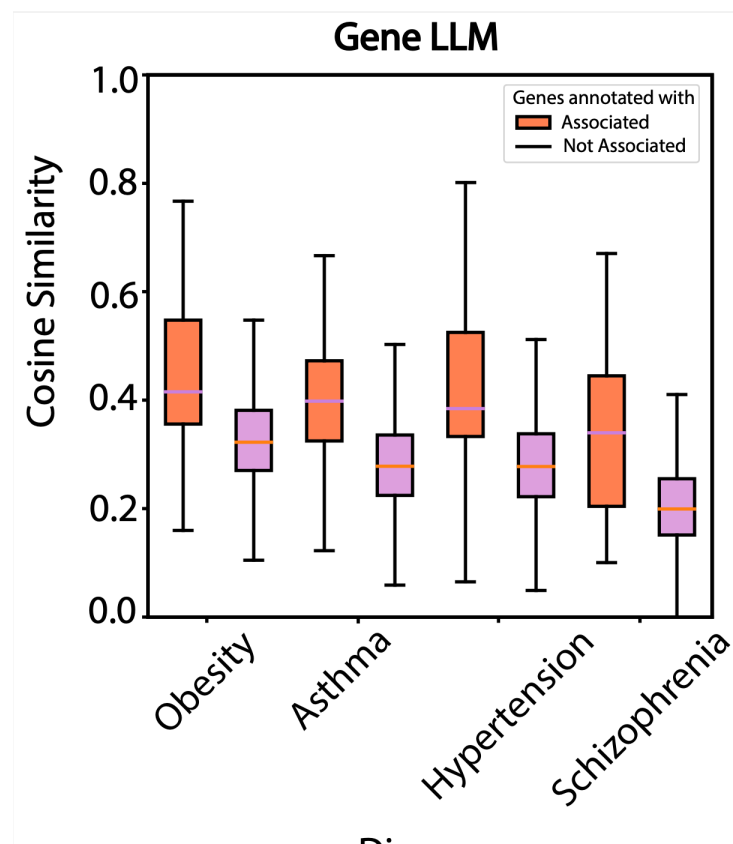 Gene LLM
1.0
0.8
0.6
0.4
0.2
0.0
Cosine Similarity
Genes annotated with
Associated
Not Associated
Obesity
Asthma
Hypertension
Schizophrenia